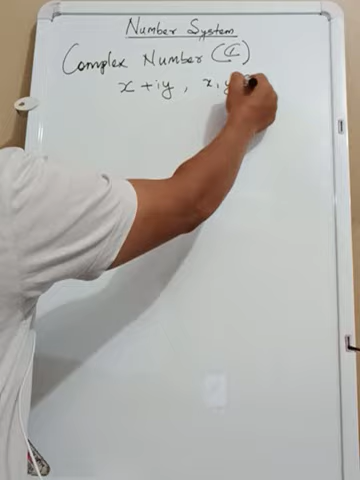 Number System
Complex Number (ℂ)
x + iy, x, y